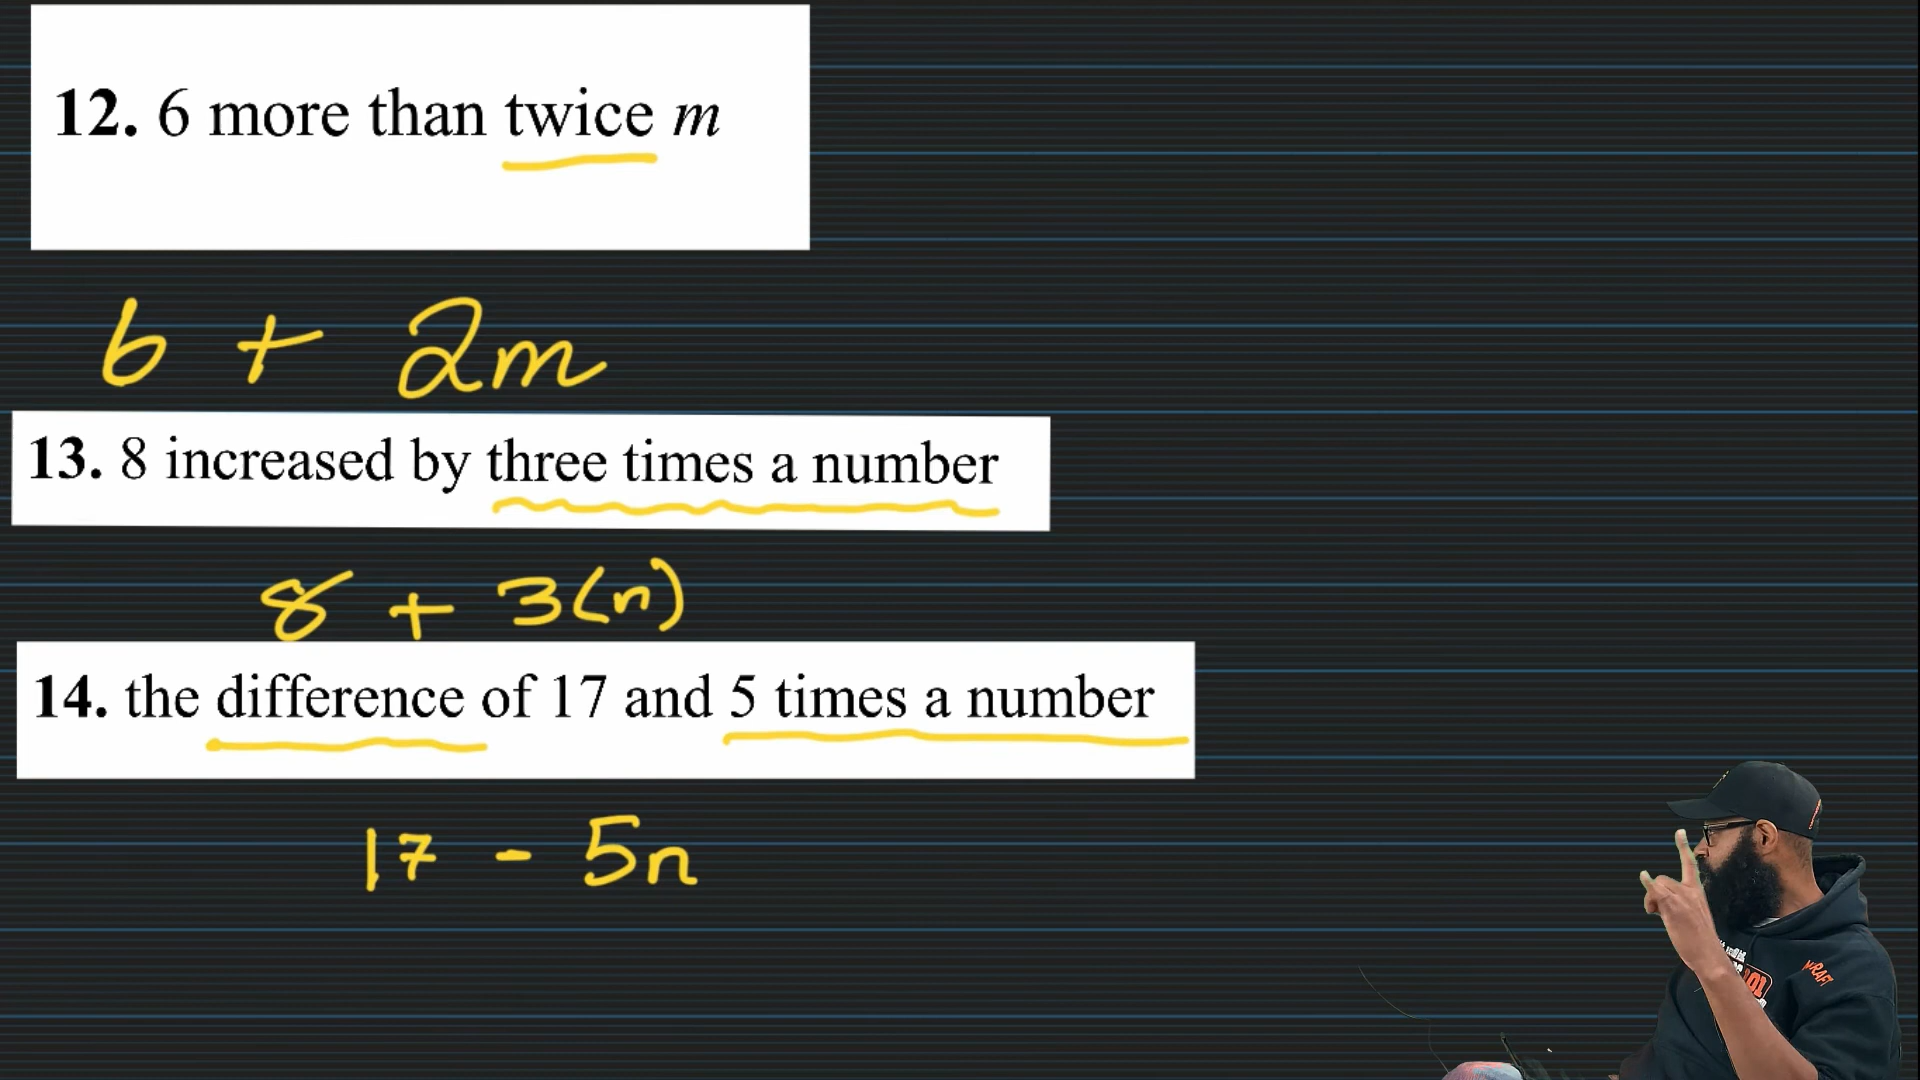 12. 6 more than twice m
6 + 2m
13. 8 increased by three times a number
8 + 3(n)
14. the difference of 17 and 5 times a number
17 - 5n